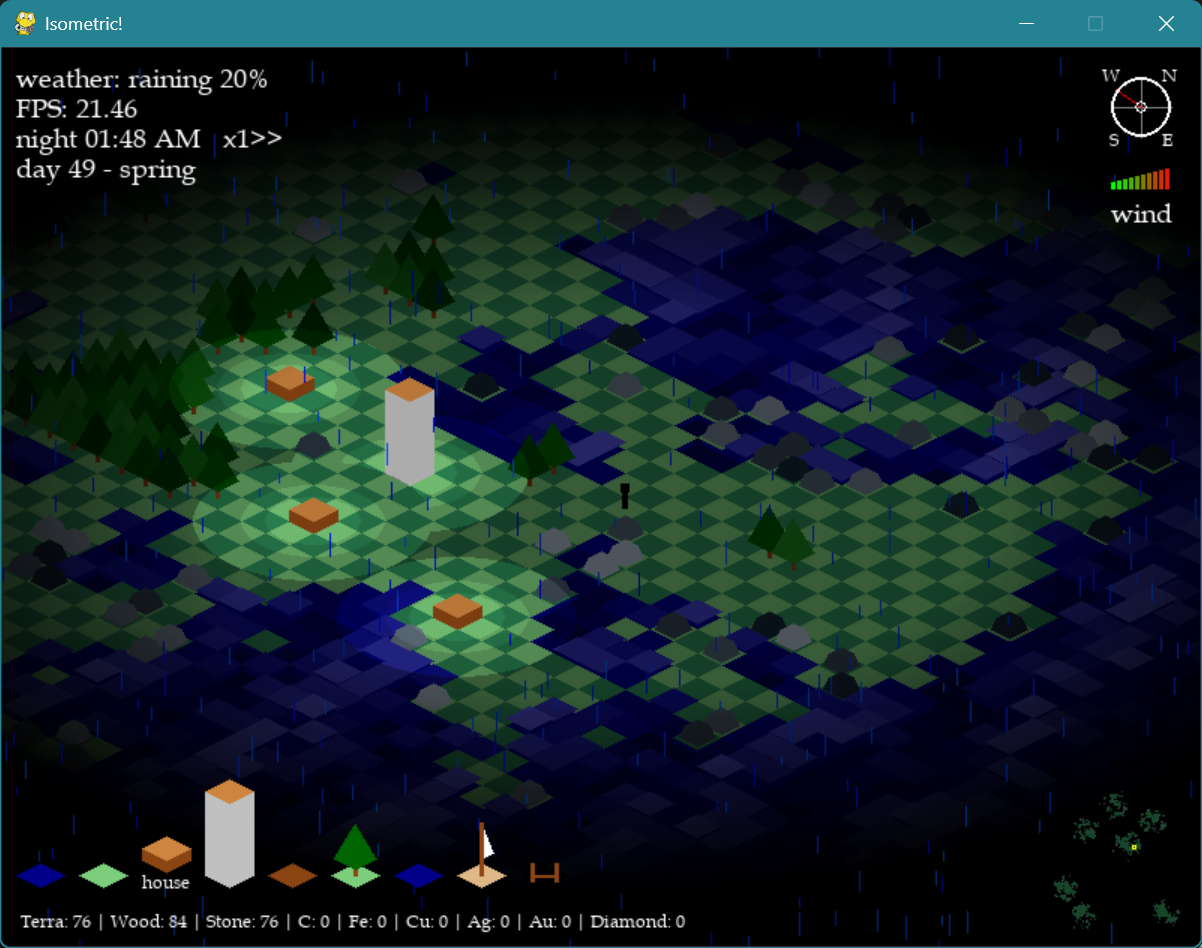 Isometric!
weather: raining 20%
FPS: 21.46
night 01:48 AM x1>>
day 49 - spring
W N
S E
wind
house
Terra: 76 | Wood: 84 | Stone: 76 | C: 0 | Fe: 0 | Cu: 0 | Ag: 0 | Au: 0 | Diamond: 0